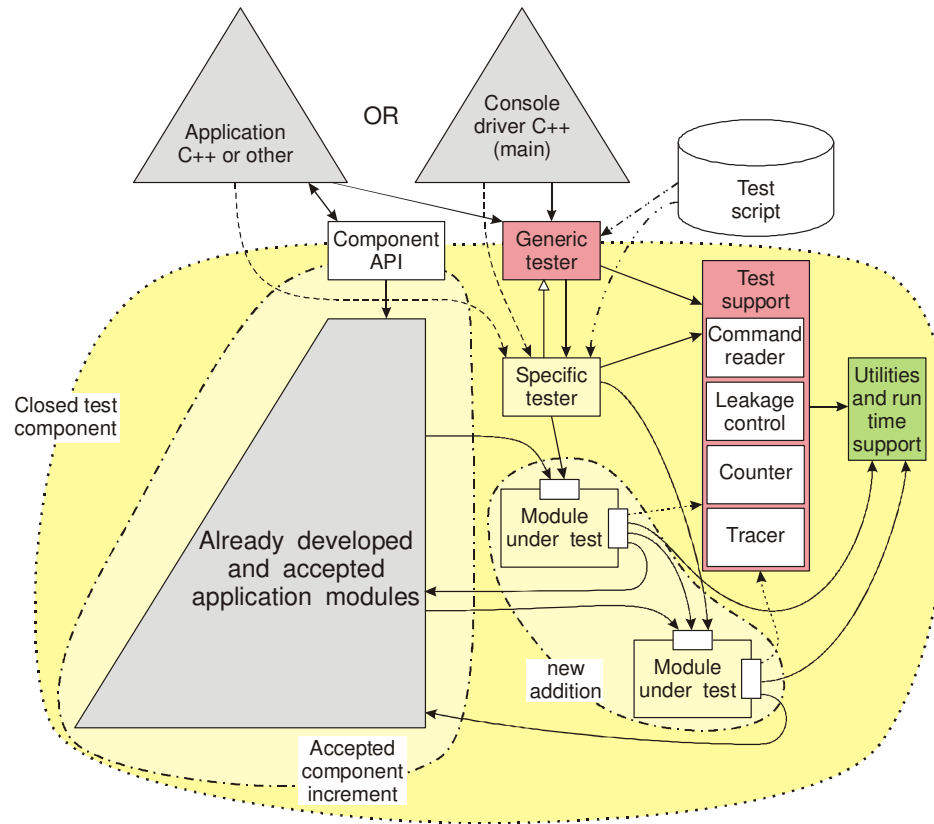 Application
C++ or other
OR
Console
driver C++
(main)
Test
script
Component
API
Generic
tester
Test
support
Command
reader
Leakage
control
Counter
Tracer
Utilities
and run
time
support
Specific
tester
Closed test
component
Module
under test
Already developed
and accepted
application modules
new
addition
Module
under test
Accepted
component
increment